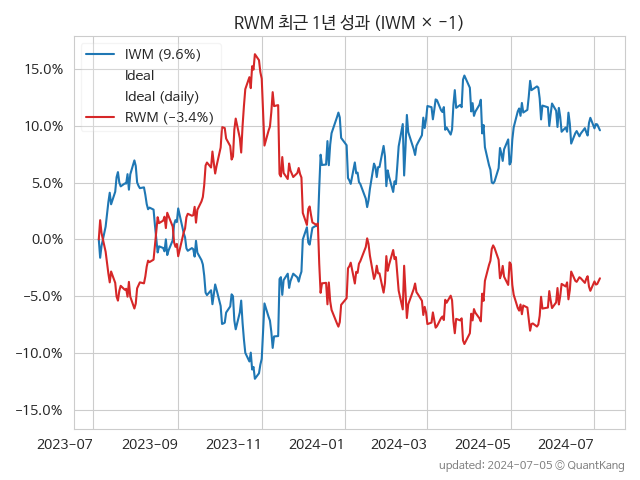 RWM 최근 1년 성과 (IWM × −1)
IWM (9.6%)
Ideal
Ideal (daily)
RWM (−3.4%)
15.0%
10.0%
5.0%
0.0%
−5.0%
−10.0%
−15.0%
2023-07 2023-09 2023-11 2024-01 2024-03 2024-05 2024-07
updated: 2024-07-05 © QuantKang